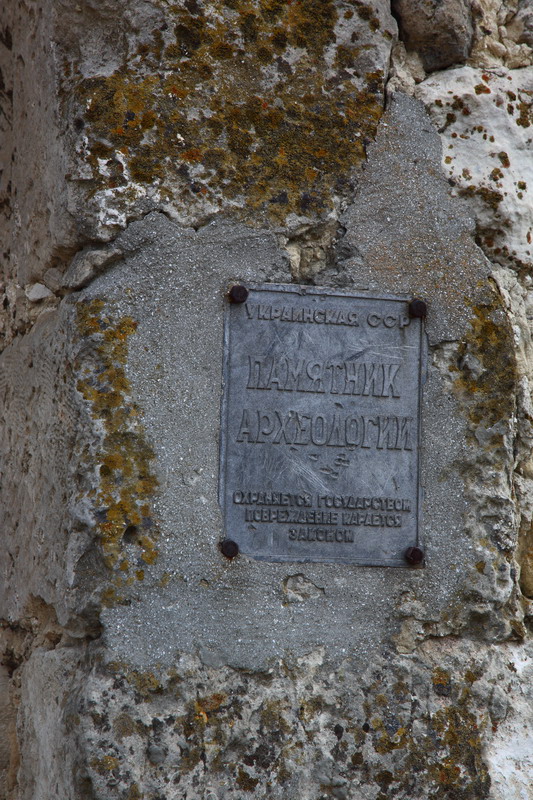 УКРАИНСКАЯ ССР
ПАМЯТНИК
АРХЕОЛОГИИ
ОХРАНЯЕТСЯ ГОСУДАРСТВОМ
ПОВРЕЖДЕНИЕ КАРАЕТСЯ
ЗАКОНОМ